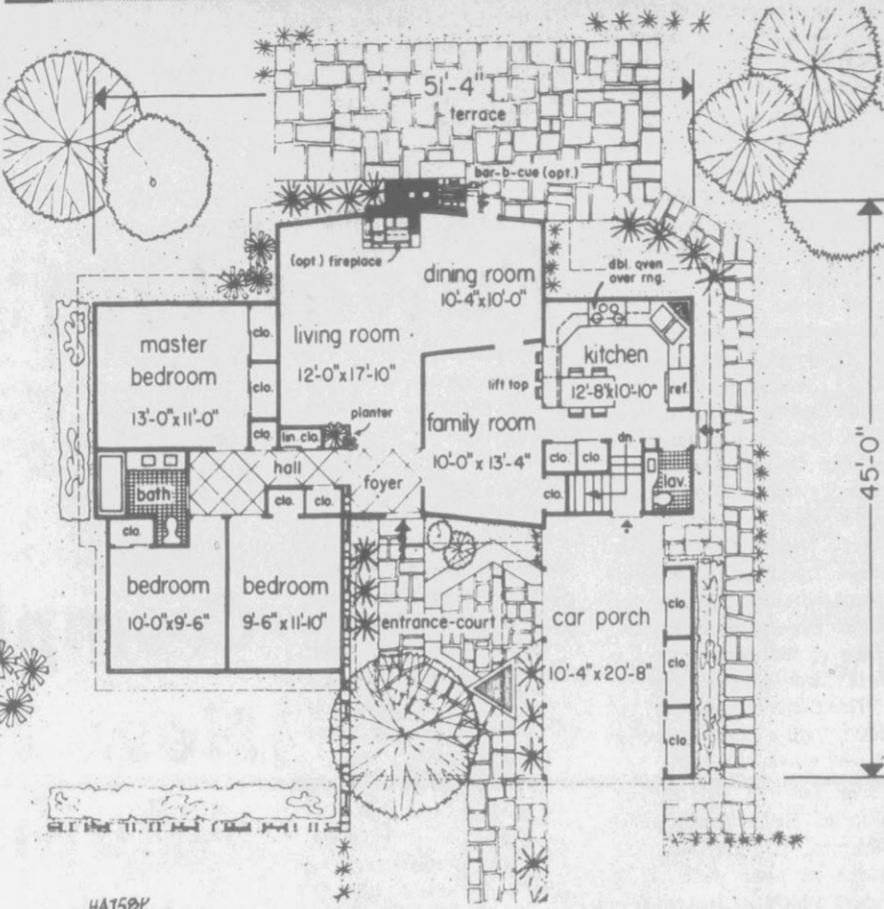 51'-4"
terrace
bar-b-cue (opt.)
(opt.) fireplace
dining room
10'-4"x10'-0"
dbl. oven
over rng.
master
bedroom
13'-0"x11'-0"
clo.
clo.
clo.
living room
12'-0"x17'-10"
lift top
kitchen
12'-8"x10'-10"
ref.
lin. clo.
planter
family room
10'-0" x 13'-4"
hall
foyer
bath
clo.
clo.
clo.
clo.
clo.
clo.
dn.
lav.
45'-0"
bedroom
10'-0"x9'-6"
bedroom
9'-6"x11'-10"
entrance-court
car porch
10'-4"x20'-8"
clo.
clo.
clo.